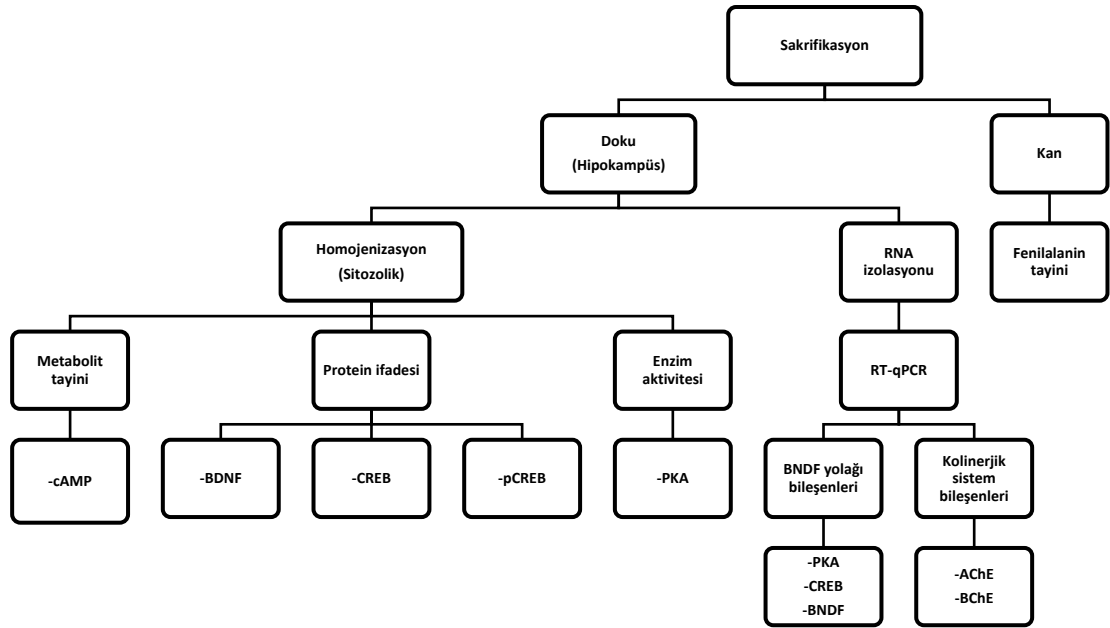 Sakrifikasyon
Doku
(Hipokampüs)
Kan
Homojenizasyon
(Sitozolik)
RNA
izolasyonu
Fenilalanin
tayini
Metabolit
tayini
Protein ifadesi
Enzim
aktivitesi
RT-qPCR
-cAMP
-BDNF
-CREB
-pCREB
-PKA
BNDF yolağı
bileşenleri
Kolinerjik
sistem
bileşenleri
-PKA
-CREB
-BNDF
-AChE
-BChE